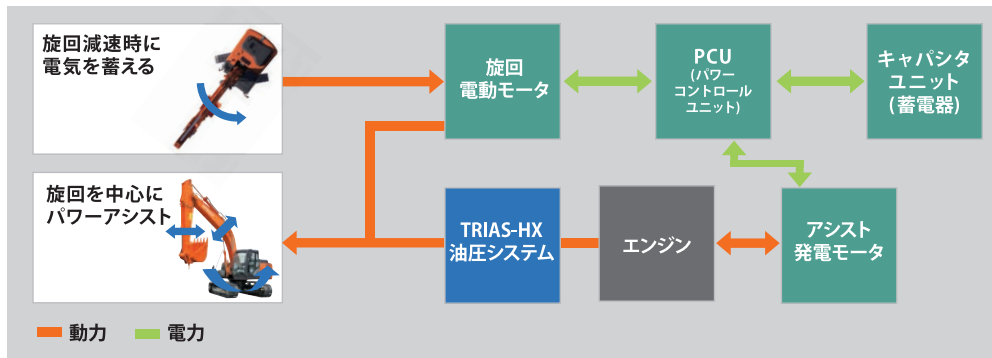 旋回減速時に
電気を蓄える
旋回
電動モータ
PCU
(パワー
コントロール
ユニット)
キャパシタ
ユニット
(蓄電器)
旋回を中心に
パワーアシスト
TRIAS-HX
油圧システム
エンジン
アシスト
発電モータ
動力
電力